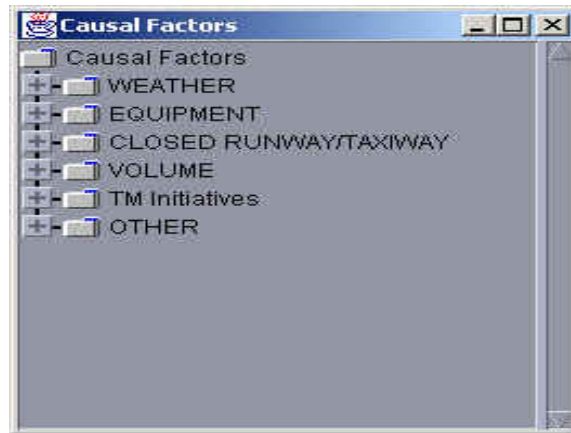 Causal Factors
Causal Factors
WEATHER
EQUIPMENT
CLOSED RUNWAY/TAXIWAY
VOLUME
TM Initiatives
OTHER